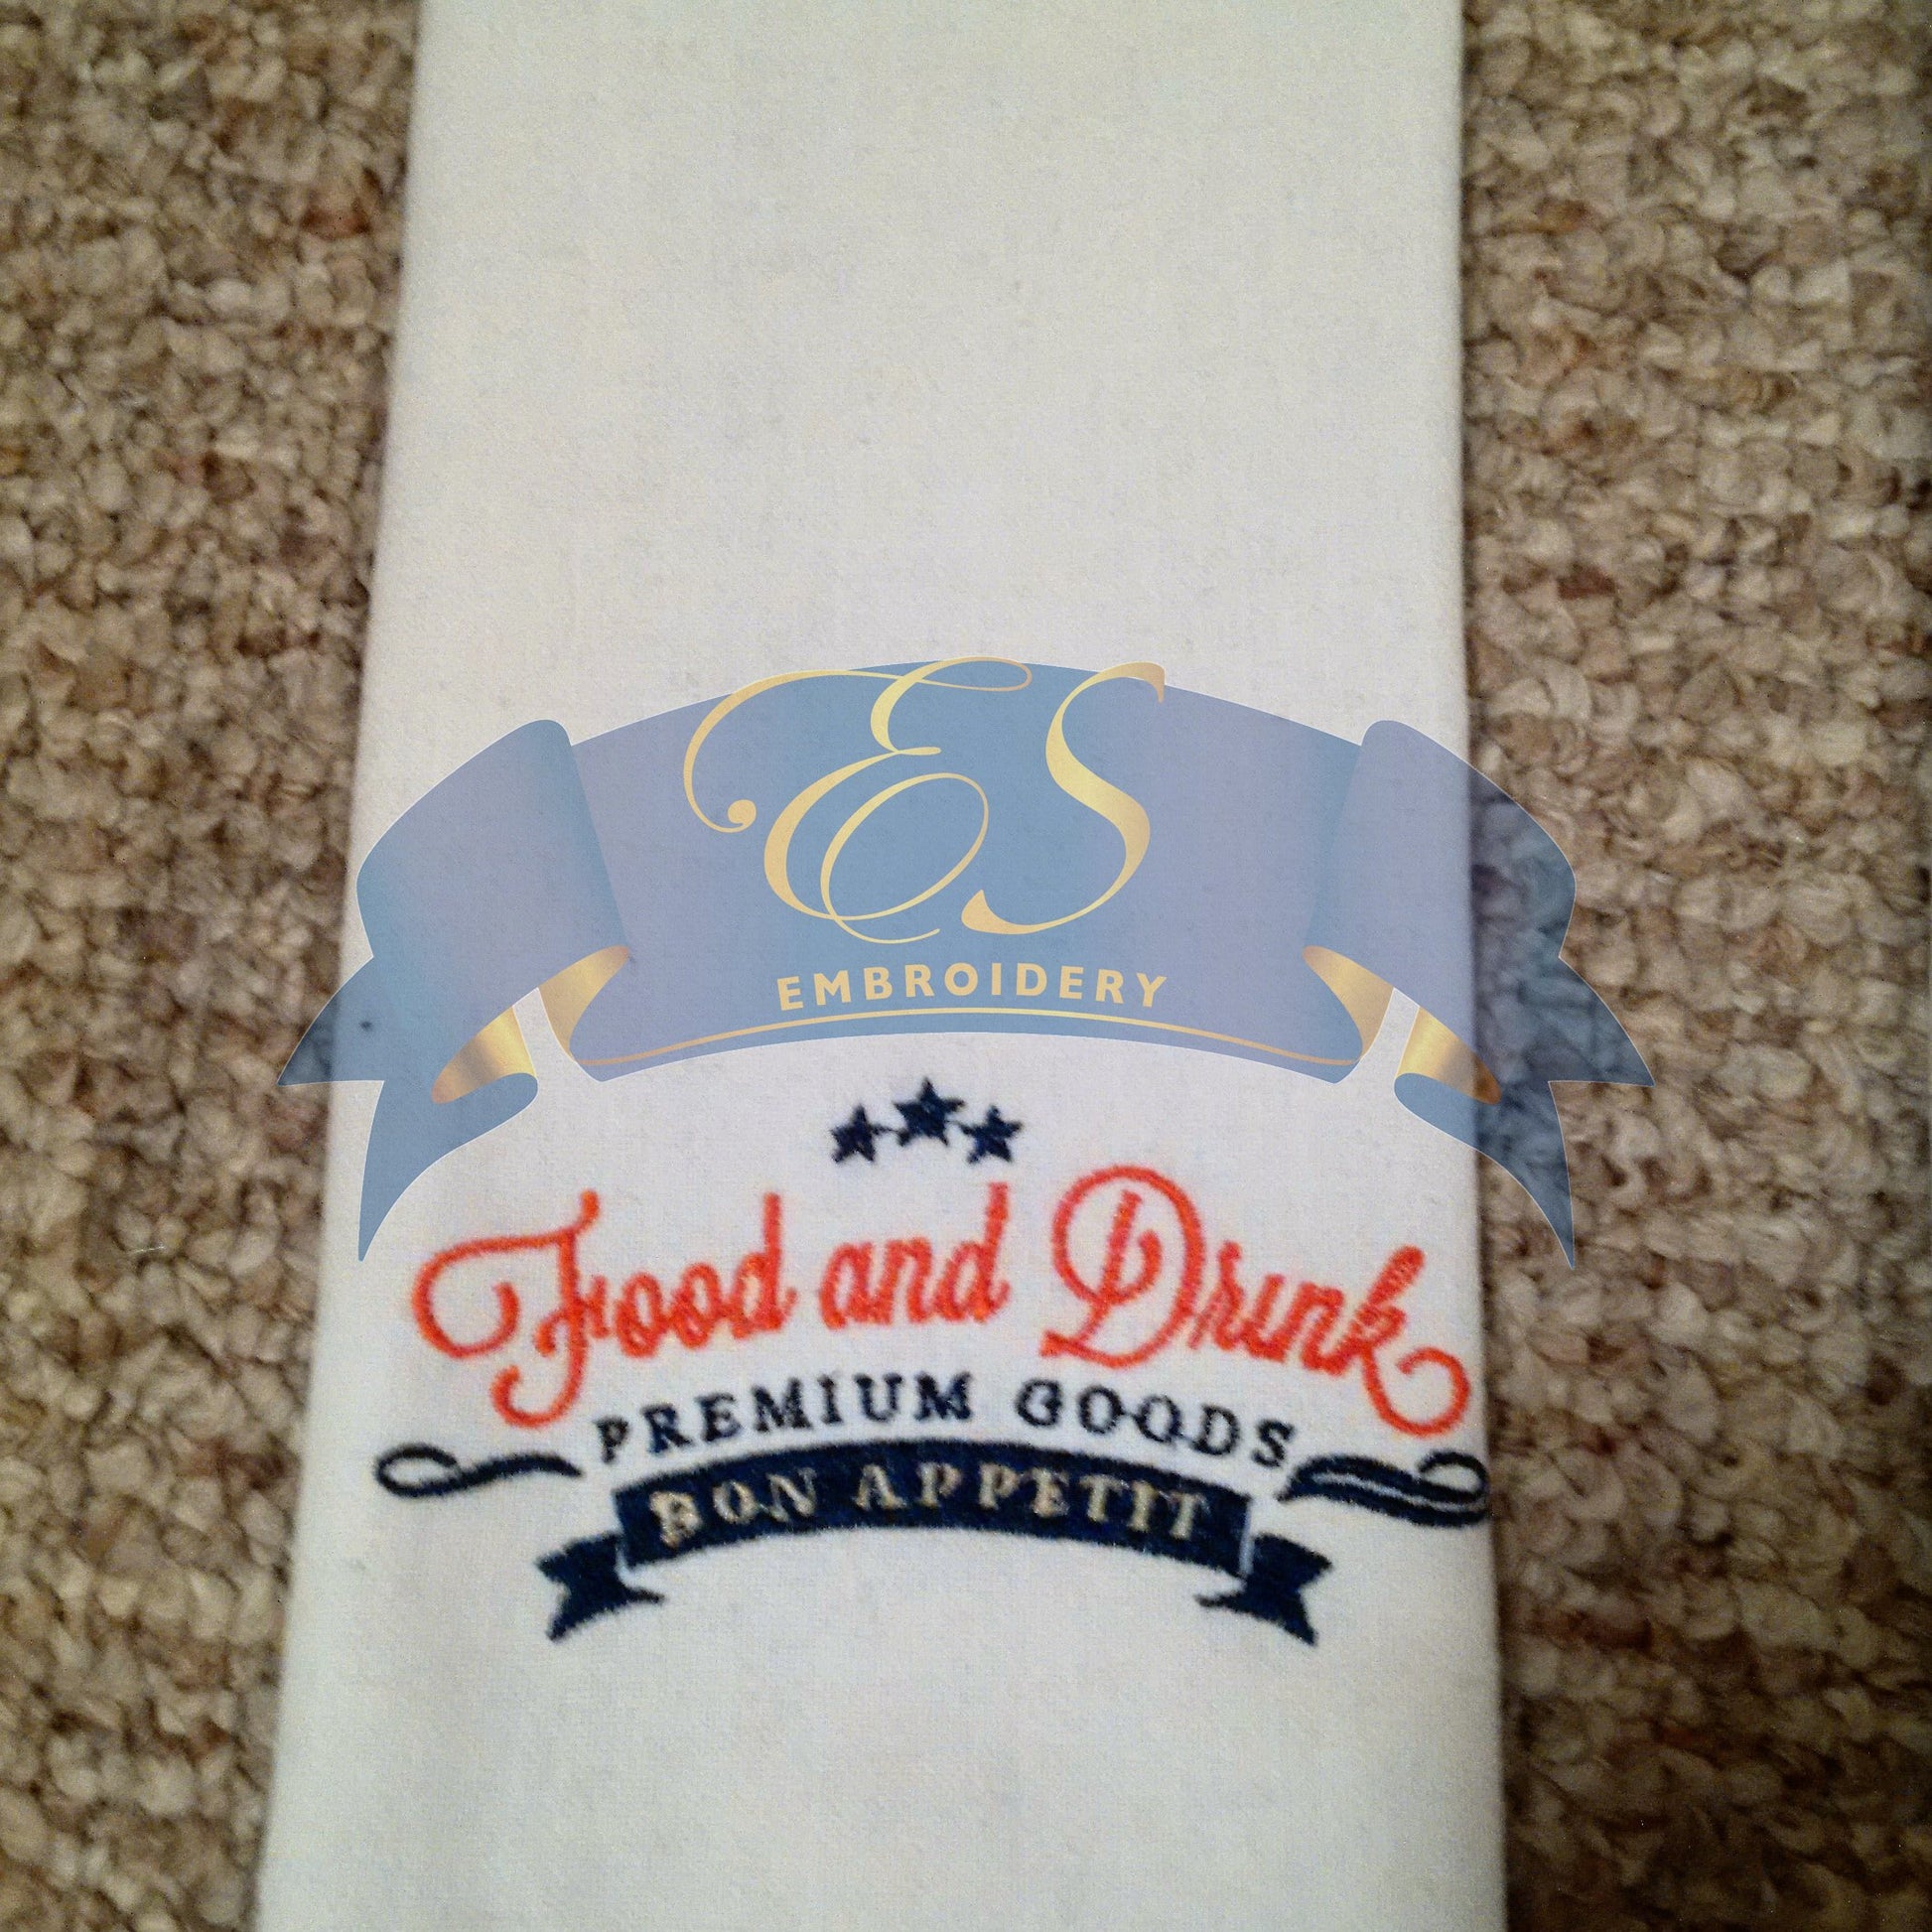 ES
EMBROIDERY
Food and Drink
PREMIUM GOODS
BON APPETIT